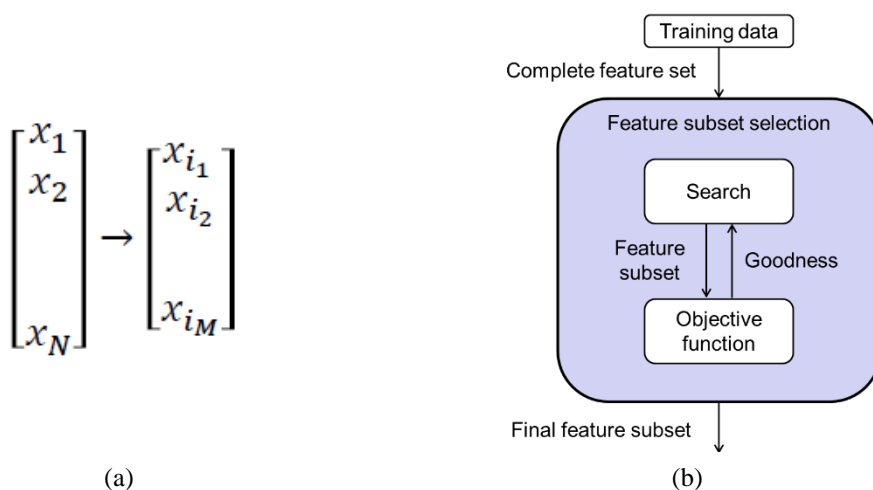 x_1
x_2
x_N
→
x_{i_1}
x_{i_2}
x_{i_M}
(a)
Training data
Complete feature set
Feature subset selection
Search
Feature
subset
Goodness
Objective
function
Final feature subset
(b)